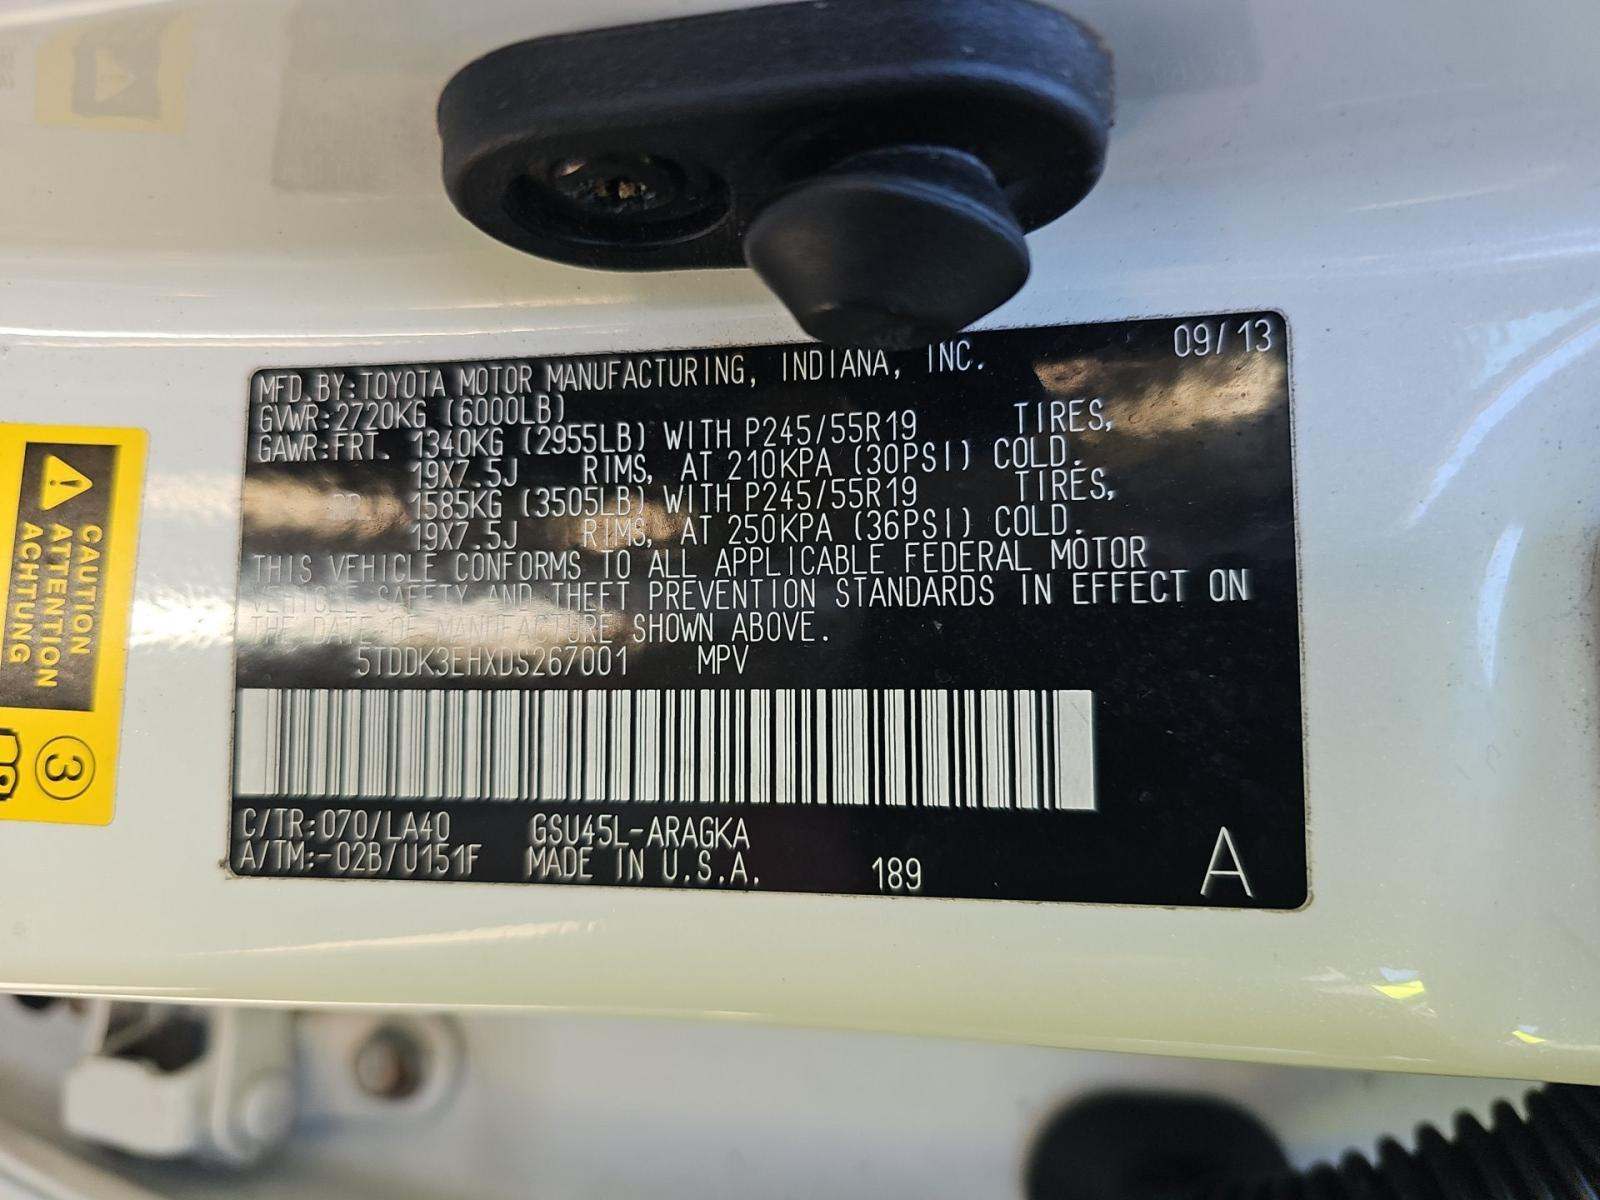 09/13
MFD. BY: TOYOTA MOTOR MANUFACTURING, INDIANA, INC.
GVWR: 2720KG (6000LB)
GAWR: FRT. 1340KG (2955LB) WITH P245/55R19 TIRES,
19X7.5J RIMS, AT 210KPA (30PSI) COLD.
RR 1585KG (3505LB) WITH P245/55R19 TIRES,
19X7.5J RIMS, AT 250KPA (36PSI) COLD.
THIS VEHICLE CONFORMS TO ALL APPLICABLE FEDERAL MOTOR
VEHICLE SAFETY AND THEFT PREVENTION STANDARDS IN EFFECT ON
THE DATE OF MANUFACTURE SHOWN ABOVE.
5TDDK3EHXDS267001 MPV
C/TR: 070/LA40 GSU45L-ARAGKA
A/TM: -02B/U151F MADE IN U.S.A. 189 A
CAUTION
ATTENTION
ACHTUNG
3